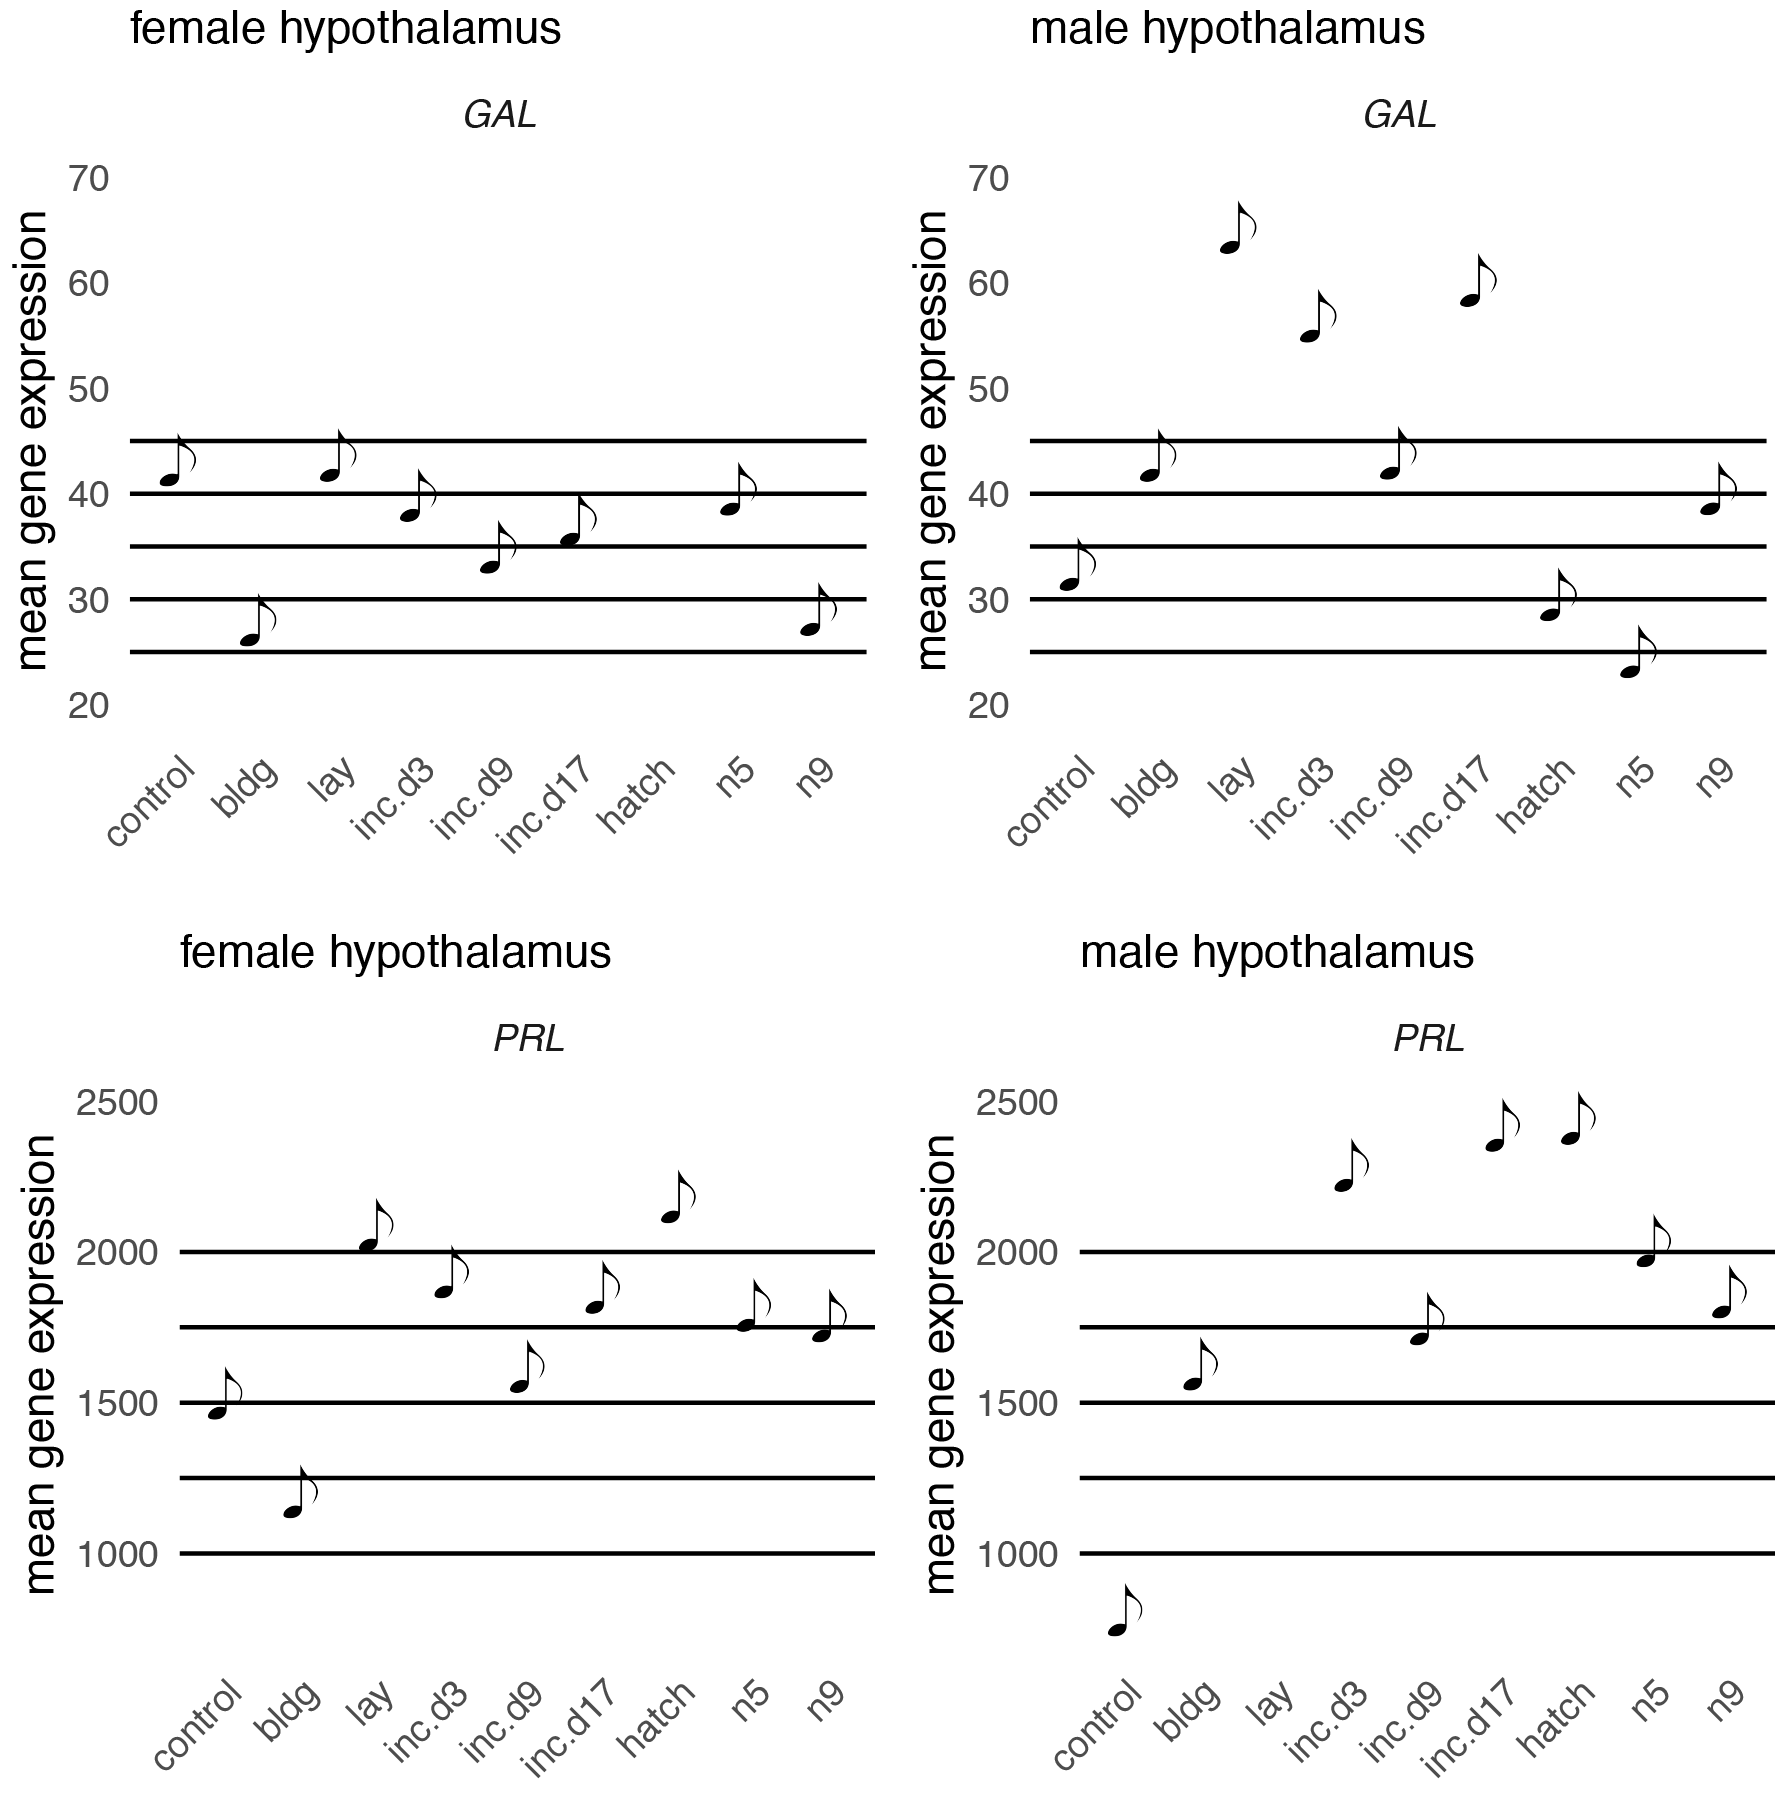 female hypothalamus
GAL
mean gene expression
70
60
50
40
30
20
control
bldg
lay
inc.d3
inc.d9
inc.d17
hatch
n5
n9
male hypothalamus
GAL
mean gene expression
70
60
50
40
30
20
control
bldg
lay
inc.d3
inc.d9
inc.d17
hatch
n5
n9
female hypothalamus
PRL
mean gene expression
2500
2000
1500
1000
control
bldg
lay
inc.d3
inc.d9
inc.d17
hatch
n5
n9
male hypothalamus
PRL
mean gene expression
2500
2000
1500
1000
control
bldg
lay
inc.d3
inc.d9
inc.d17
hatch
n5
n9